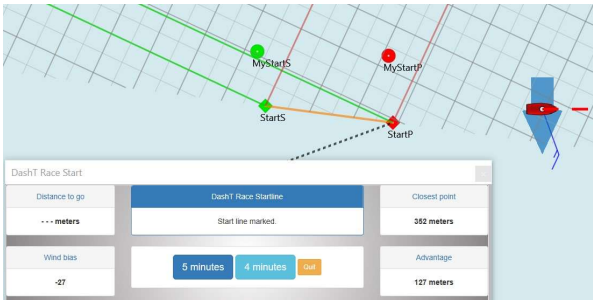 MyStartS
MyStartP
StartS
StartP
DashT Race Start
Distance to go
- - - meters
DashT Race Startline
Start line marked.
Closest point
352 meters
Wind bias
-27
5 minutes
4 minutes
Quit
Advantage
127 meters